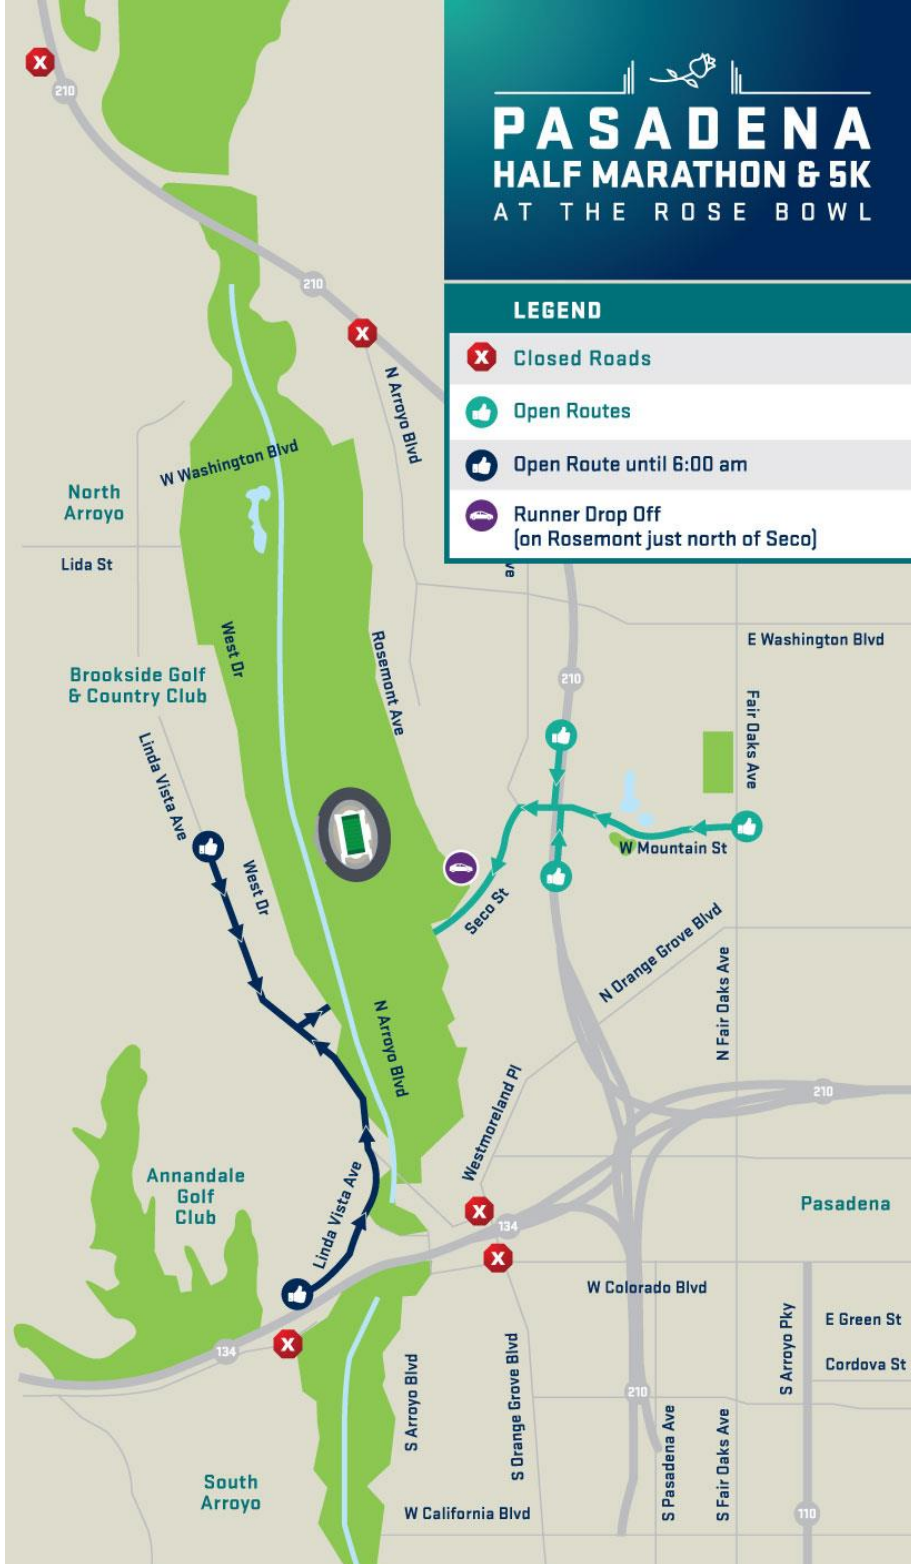 PASADENA
HALF MARATHON & 5K
AT THE ROSE BOWL
LEGEND
X
Closed Roads
Open Routes
Open Route until 6:00 am
Runner Drop Off
(on Rosemont just north of Seco)
X
210
210
X
N Arroyo Blvd
W Washington Blvd
North
Arroyo
Lida St
ve
E Washington Blvd
West Dr
Rosemont Ave
Brookside Golf
& Country Club
210
Fair Oaks Ave
Linda Vista Ave
W Mountain St
West Dr
Seco St
N Orange Grove Blvd
N Fair Oaks Ave
N Arroyo Blvd
Westmoreland Pl
210
Annandale
Golf
Club
Linda Vista Ave
Pasadena
X
134
X
W Colorado Blvd
E Green St
S Arroyo Pky
X
134
Cordova St
S Arroyo Blvd
S Orange Grove Blvd
210
S Pasadena Ave
S Fair Oaks Ave
South
Arroyo
W California Blvd
110